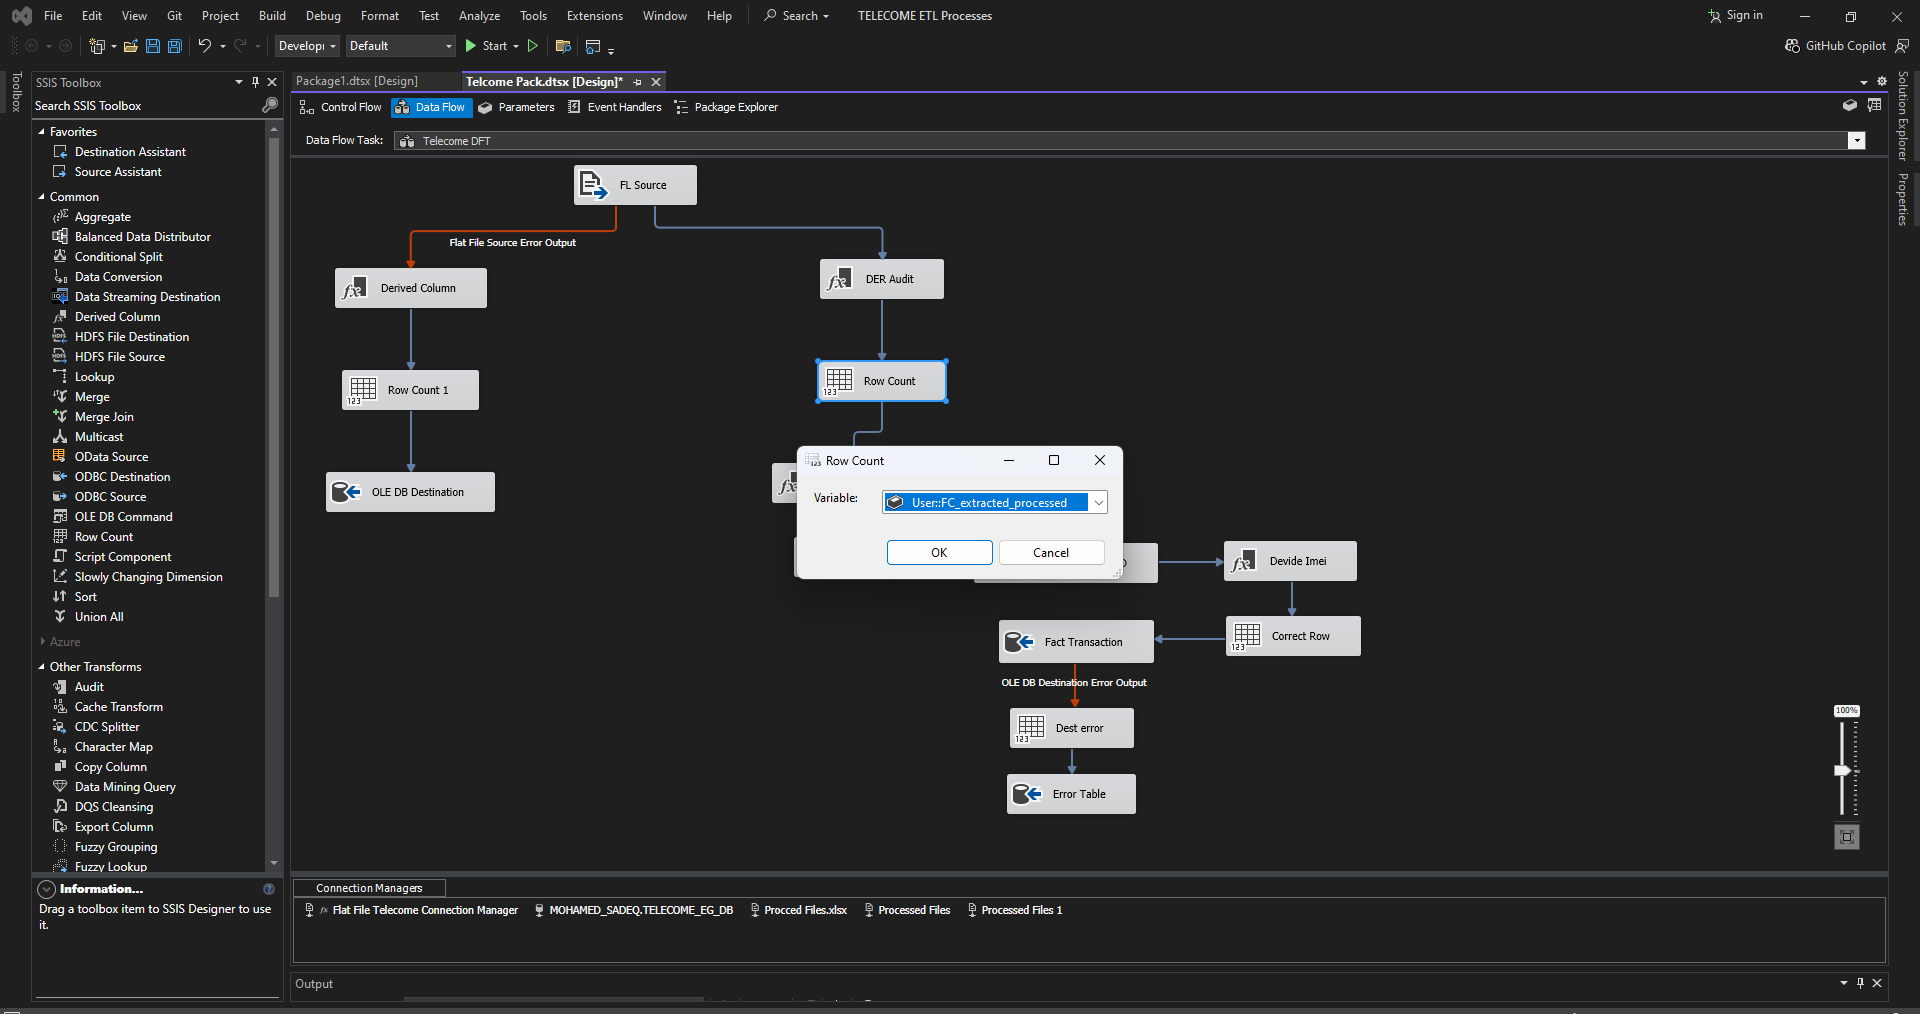 File Edit View Git Project Build Debug Format Test Analyze Tools Extensions Window Help Search TELECOME ETL Processes Sign in
Develop Default Start GitHub Copilot
Toolbox
SSIS Toolbox
Search SSIS Toolbox
Favorites
Destination Assistant
Source Assistant
Common
Aggregate
Balanced Data Distributor
Conditional Split
Data Conversion
Data Streaming Destination
Derived Column
HDFS File Destination
HDFS File Source
Lookup
Merge
Merge Join
Multicast
OData Source
ODBC Destination
ODBC Source
OLE DB Command
Row Count
Script Component
Slowly Changing Dimension
Sort
Union All
Azure
Other Transforms
Audit
Cache Transform
CDC Splitter
Character Map
Copy Column
Data Mining Query
DQS Cleansing
Export Column
Fuzzy Grouping
Fuzzy Lookup
Information...
Drag a toolbox item to SSIS Designer to use
it.
Package1.dtsx [Design] Telcome Pack.dtsx [Design]*
Control Flow Data Flow Parameters Event Handlers Package Explorer
Data Flow Task: Telecome DFT
FL Source
Flat File Source Error Output
Derived Column
DER Audit
Row Count 1
Row Count
OLE DB Destination
Row Count
Variable: User::FC_extracted_processed
OK Cancel
Devide Imei
Correct Row
Fact Transaction
OLE DB Destination Error Output
Dest error
Error Table
100%
Connection Managers
Flat File Telecome Connection Manager MOHAMED_SADEQ.TELECOME_EG_DB Procced Files.xlsx Processed Files Processed Files 1
Output
Solution Explorer
Properties